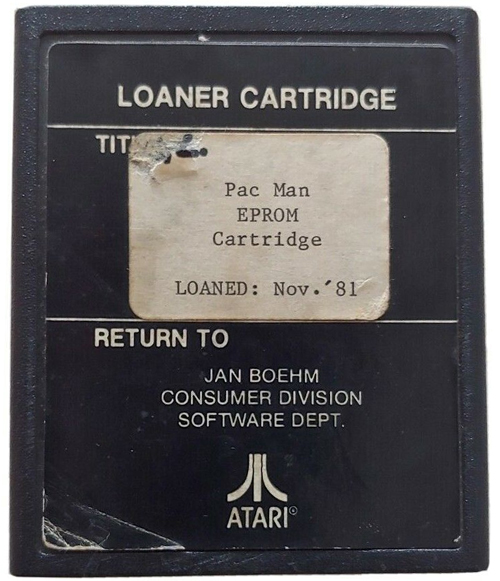 LOANER CARTRIDGE
Pac Man
EPROM
Cartridge
LOANED: Nov.'81
RETURN TO
JAN BOEHM
CONSUMER DIVISION
SOFTWARE DEPT.
ATARI©